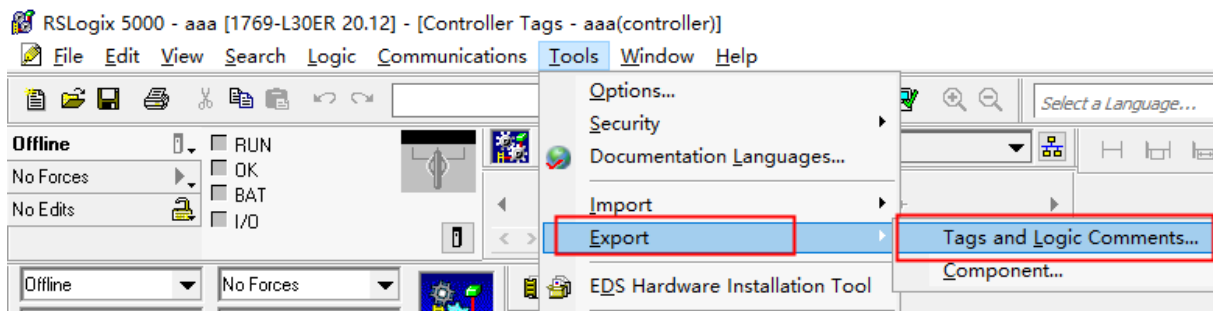 RSLogix 5000 - aaa [1769-L30ER 20.12] - [Controller Tags - aaa(controller)]
File Edit View Search Logic Communications Tools Window Help
Options...
Select a Language...
Security
Offline
RUN
Documentation Languages...
No Forces
OK
BAT
Import
No Edits
I/O
Export
Tags and Logic Comments...
Component...
Offline
No Forces
EDS Hardware Installation Tool